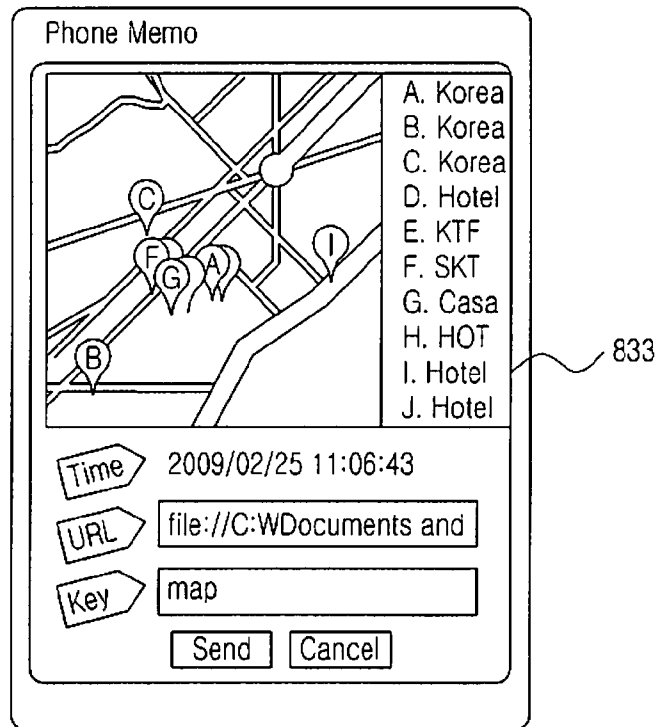 Phone Memo
A. Korea
B. Korea
C. Korea
D. Hotel
E. KTF
F. SKT
G. Casa
H. HOT
I. Hotel
J. Hotel
C
F
A
I
G
B
833
Time 2009/02/25 11:06:43
URL file://C:WDocuments and
Key map
Send Cancel